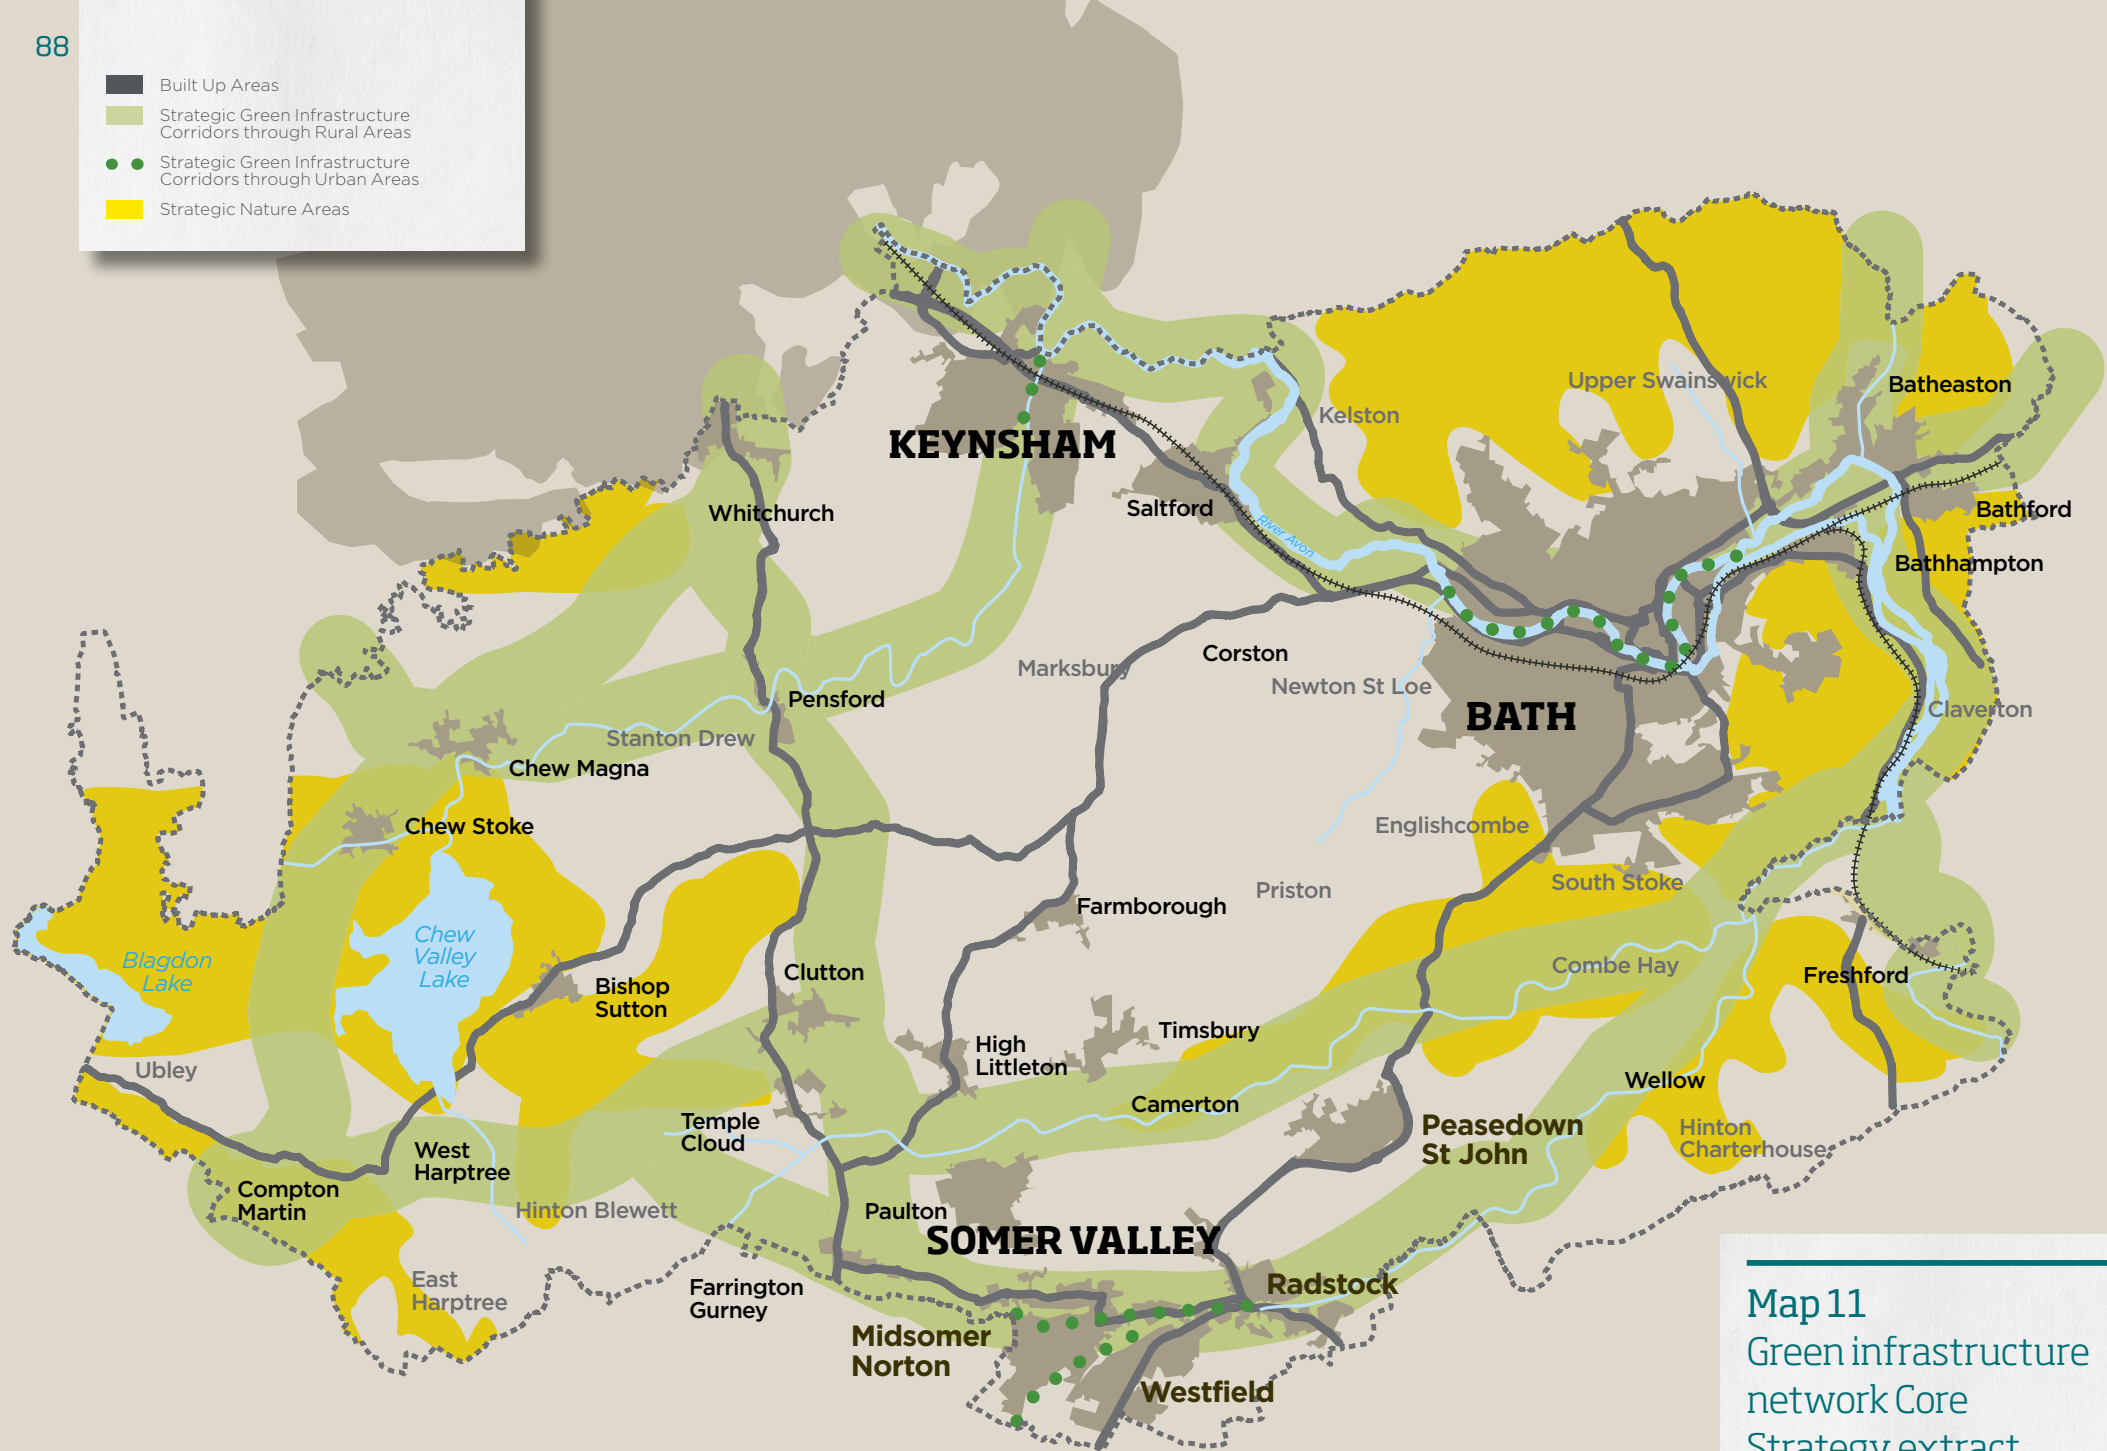 88
Built Up Areas
Strategic Green Infrastructure
Corridors through Rural Areas
Strategic Green Infrastructure
Corridors through Urban Areas
Strategic Nature Areas
Upper Swainswick
Batheaston
Kelston
KEYNSHAM
Saltford
Whitchurch
Bathford
River Avon
Bathhampton
Corston
Marksbury
Newton St Loe
Pensford
Claverton
BATH
Stanton Drew
Chew Magna
Chew Stoke
Englishcombe
South Stoke
Priston
Farmborough
Chew
Valley
Lake
Blagdon
Lake
Combe Hay
Clutton
Freshford
Bishop
Sutton
Timsbury
High
Littleton
Ubley
Wellow
Camerton
Temple
Cloud
Peasedown
St John
Hinton
Charterhouse
West
Harptree
Compton
Martin
Hinton Blewett
Paulton
SOMER VALLEY
East
Harptree
Farrington
Gurney
Radstock
Midsomer
Norton
Westfield
Map 11
Green infrastructure
network Core
Strategy extract